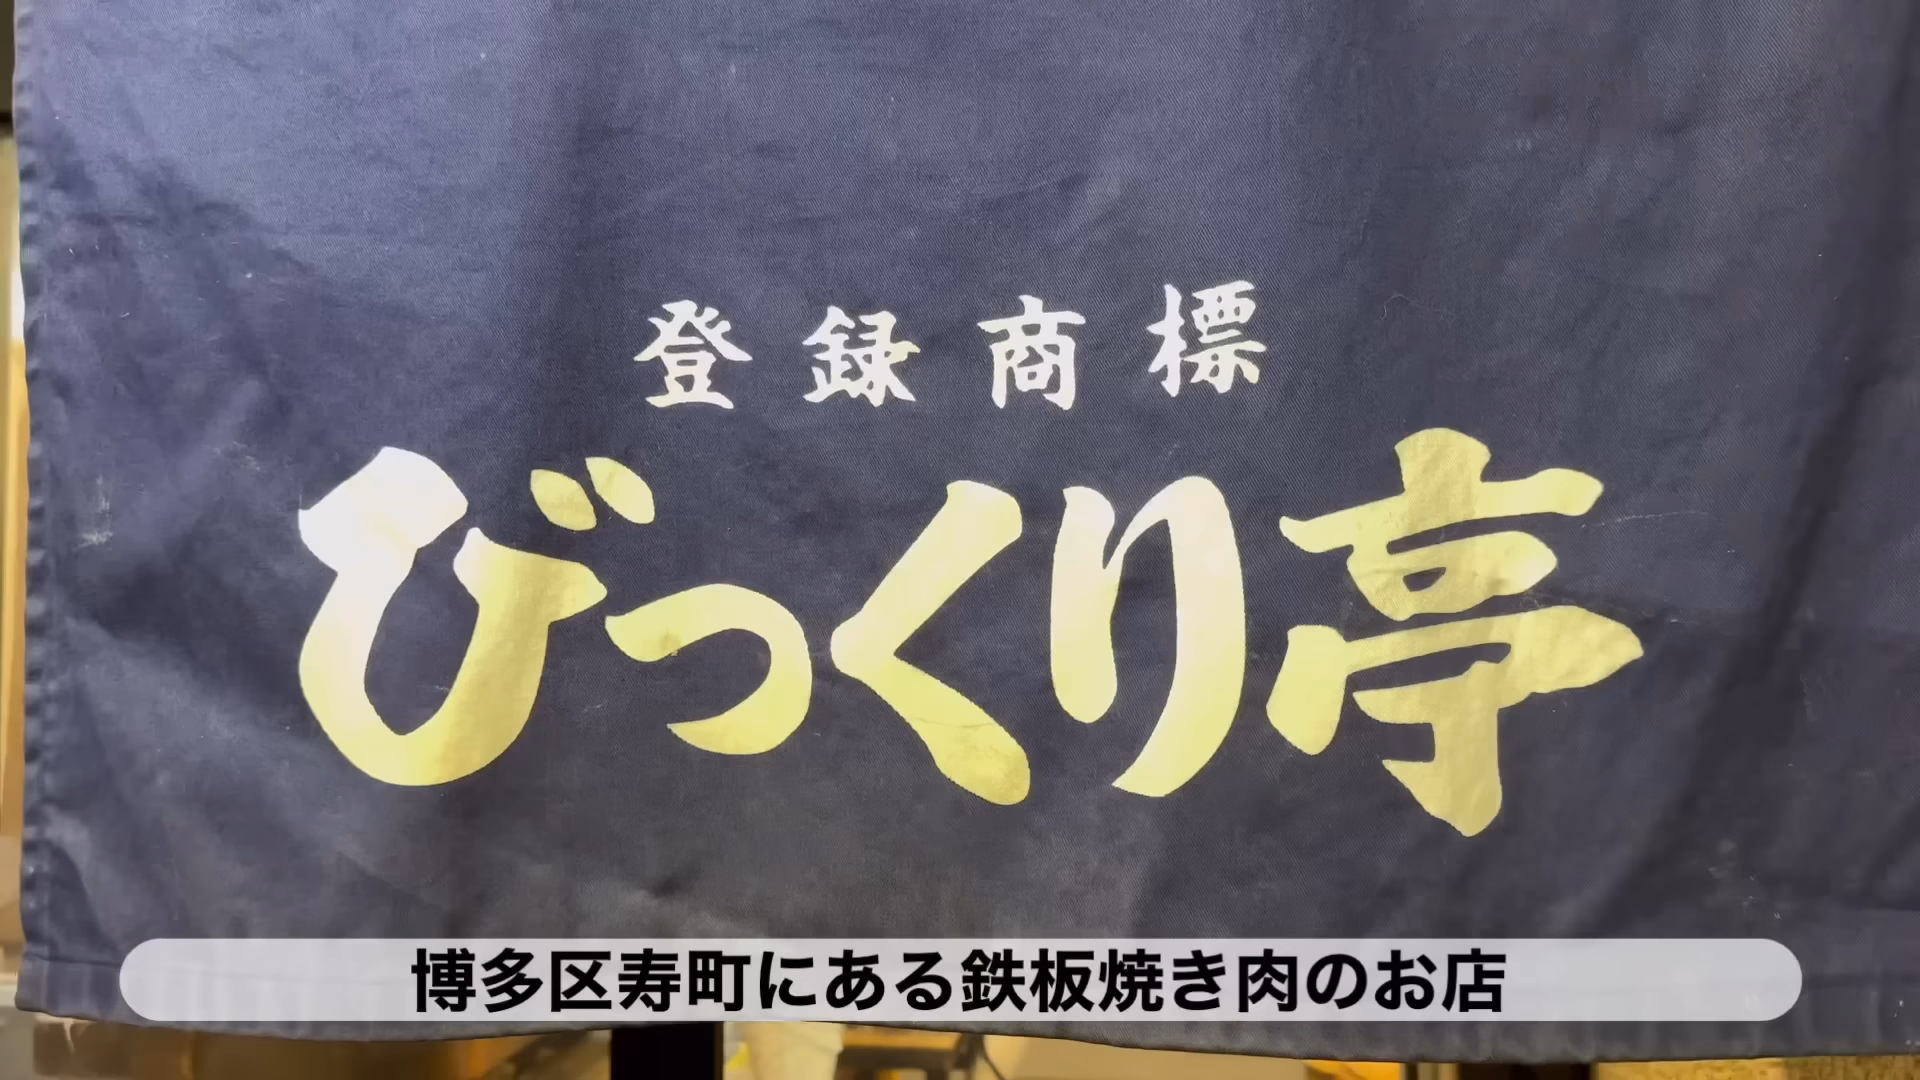 登録商標
びっくり亭
博多区寿町にある鉄板焼き肉のお店